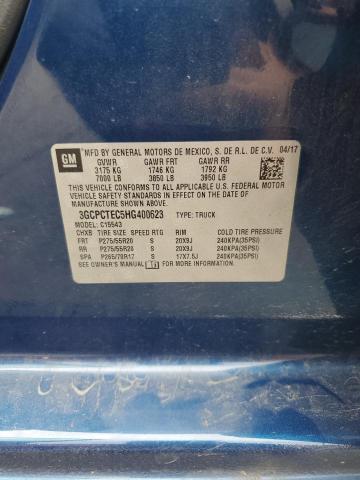 GM
MFD BY GENERAL MOTORS DE MEXICO, S. DE R.L. DE C.V. 04/17
GVWR GAWR FRT GAWR RR
3175 KG 1746 KG 1792 KG
7000 LB 3850 LB 3950 LB
THIS VEHICLE CONFORMS TO ALL APPLICABLE U.S. FEDERAL MOTOR
VEHICLE SAFETY STANDARDS IN EFFECT ON THE DATE OF
MANUFACTURE SHOWN ABOVE.
3GCPCTEC5HG400623 TYPE: TRUCK
MODEL: C15543
CHXB TIRE SIZE SPEED RTG RIM COLD TIRE PRESSURE
FRT P275/55R20 S 20X9J 240KPA(35PSI)
RR P275/55R20 S 20X9J 240KPA(35PSI)
SPA P265/70R17 S 17X7.5J 240KPA(35PSI)
SEE OWNER'S MANUAL FOR MORE INFORMATION